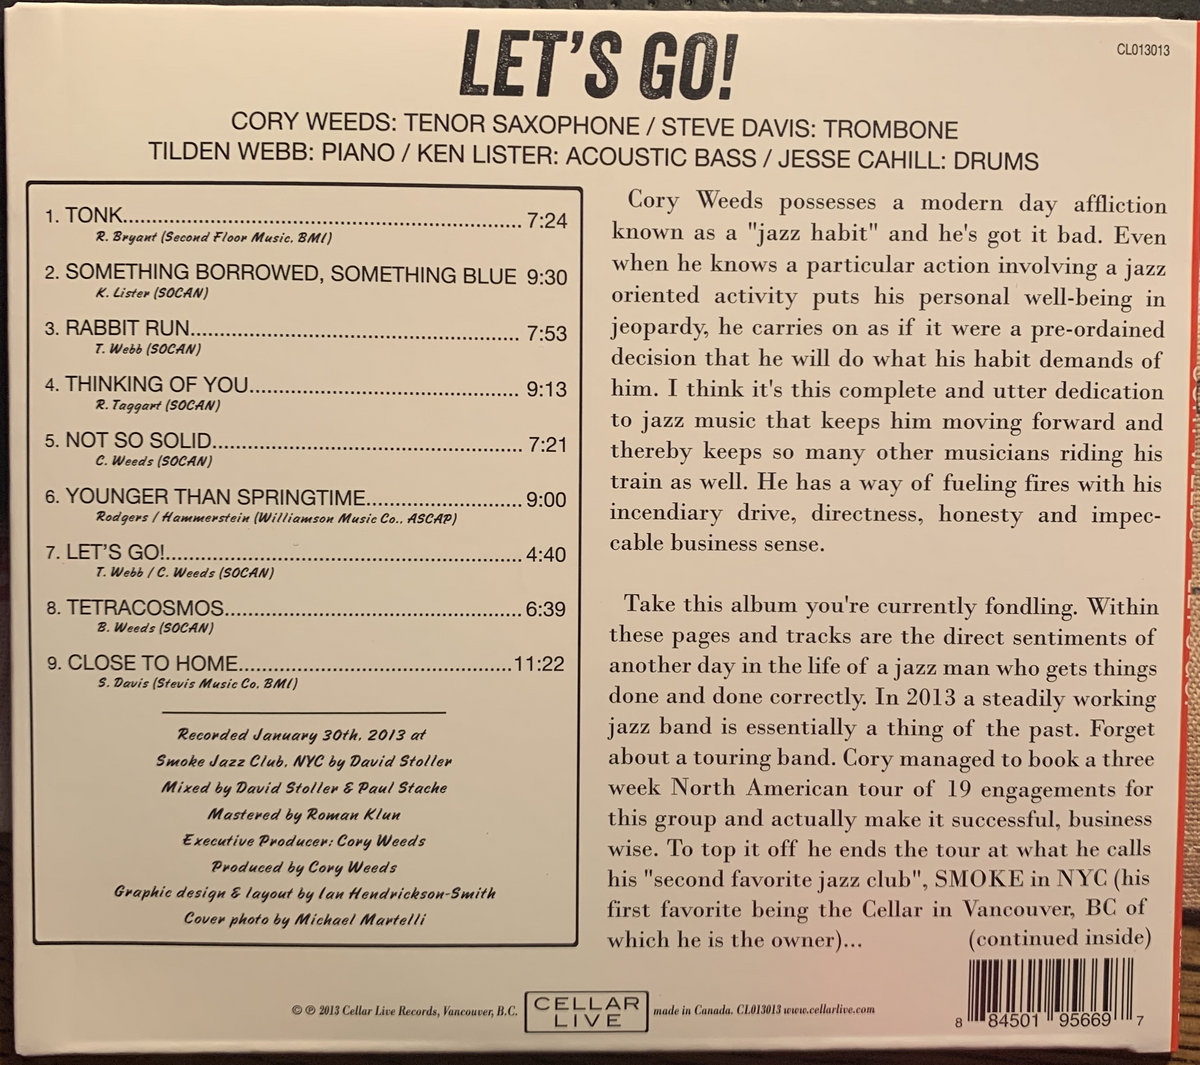 LET'S GO!
CL013013
CORY WEEDS: TENOR SAXOPHONE / STEVE DAVIS: TROMBONE
TILDEN WEBB: PIANO / KEN LISTER: ACOUSTIC BASS / JESSE CAHILL: DRUMS
1. TONK.......................................................................... 7:24
R. Bryant (Second Floor Music, BMI)
2. SOMETHING BORROWED, SOMETHING BLUE 9:30
K. Lister (SOCAN)
3. RABBIT RUN............................................................. 7:53
T. Webb (SOCAN)
4. THINKING OF YOU.................................................. 9:13
R. Taggart (SOCAN)
5. NOT SO SOLID......................................................... 7:21
C. Weeds (SOCAN)
6. YOUNGER THAN SPRINGTIME............................ 9:00
Rodgers / Hammerstein (Williamson Music Co., ASCAP)
7. LET'S GO!................................................................. 4:40
T. Webb / C. Weeds (SOCAN)
8. TETRACOSMOS...................................................... 6:39
B. Weeds (SOCAN)
9. CLOSE TO HOME.................................................. 11:22
S. Davis (Stevis Music Co, BMI)
Recorded January 30th, 2013 at
Smoke Jazz Club, NYC by David Stoller
Mixed by David Stoller & Paul Stache
Mastered by Roman Klun
Executive Producer: Cory Weeds
Produced by Cory Weeds
Graphic design & layout by Ian Hendrickson-Smith
Cover photo by Michael Martelli
Cory Weeds possesses a modern day affliction
known as a "jazz habit" and he's got it bad. Even
when he knows a particular action involving a jazz
oriented activity puts his personal well-being in
jeopardy, he carries on as if it were a pre-ordained
decision that he will do what his habit demands of
him. I think it's this complete and utter dedication
to jazz music that keeps him moving forward and
thereby keeps so many other musicians riding his
train as well. He has a way of fueling fires with his
incendiary drive, directness, honesty and impec-
cable business sense.
Take this album you're currently fondling. Within
these pages and tracks are the direct sentiments of
another day in the life of a jazz man who gets things
done and done correctly. In 2013 a steadily working
jazz band is essentially a thing of the past. Forget
about a touring band. Cory managed to book a three
week North American tour of 19 engagements for
this group and actually make it successful, business
wise. To top it off he ends the tour at what he calls
his "second favorite jazz club", SMOKE in NYC (his
first favorite being the Cellar in Vancouver, BC of
which he is the owner)... (continued inside)
© ℗ 2013 Cellar Live Records, Vancouver, B.C.
CELLAR
LIVE
made in Canada. CL013013 www.cellarlive.com
8 84501 95669 7